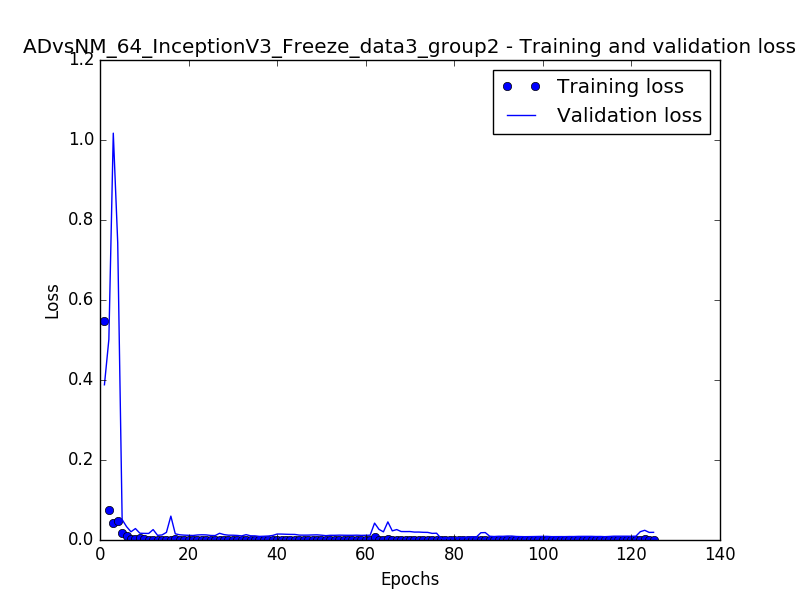 ADvsNM_64_InceptionV3_Freeze_data3_group2 - Training and validation loss
1.2
Training loss
Validation loss
1.0
0.8
0.6
Loss
0.4
0.2
0.0
0 20 40 60 80 100 120 140
Epochs